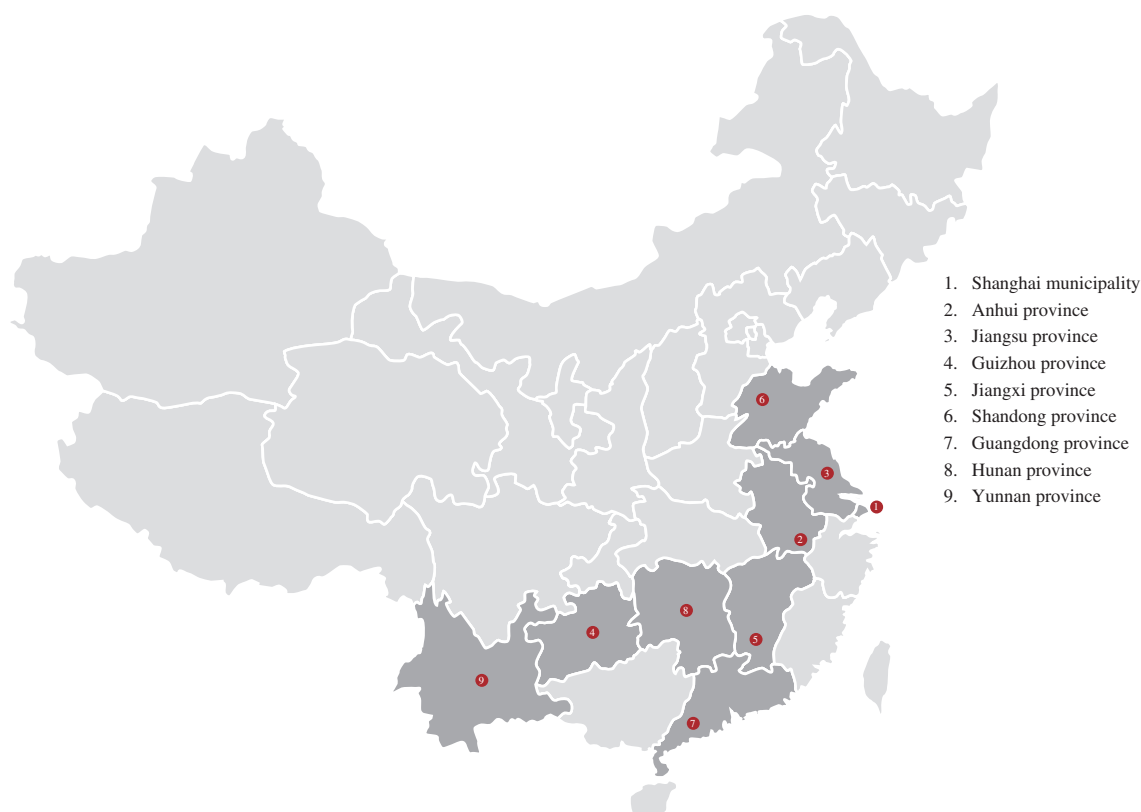 6
3
1
2
8
4
5
9
7
1. Shanghai municipality
2. Anhui province
3. Jiangsu province
4. Guizhou province
5. Jiangxi province
6. Shandong province
7. Guangdong province
8. Hunan province
9. Yunnan province